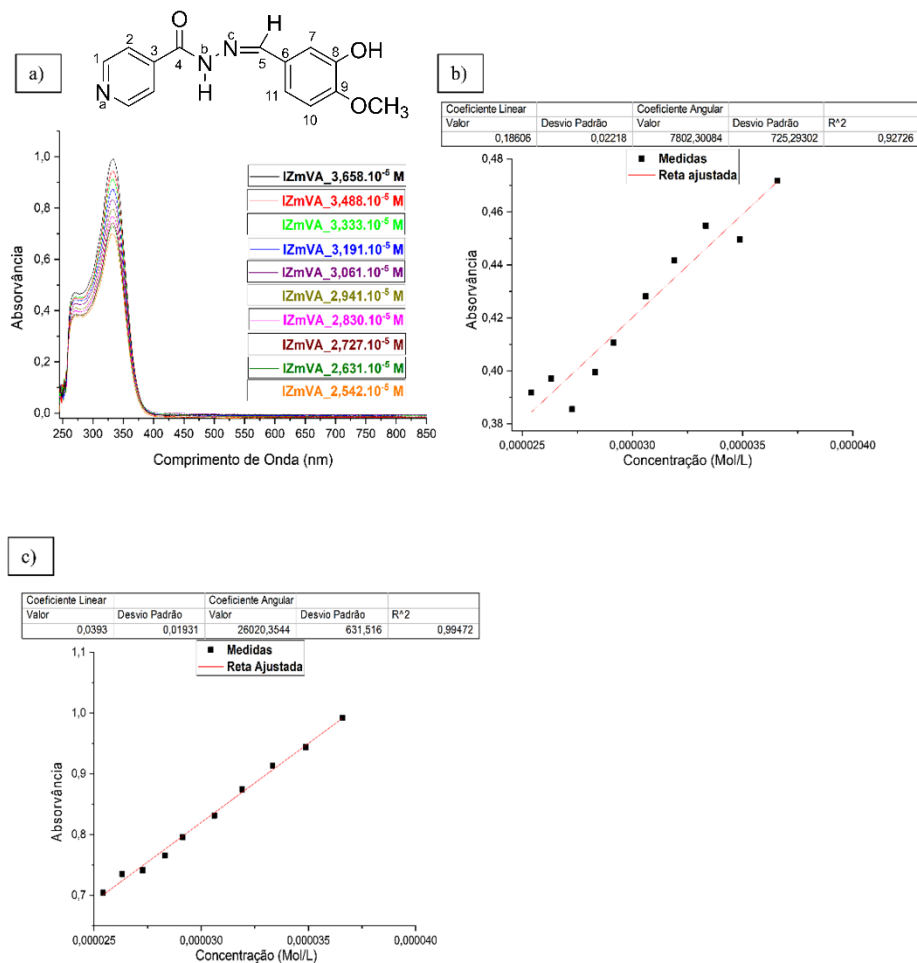 a)
O
H
1
2
3
4
N
a
N
b
H
N
c
5
6
7
8
OH
9
OCH₃
10
11
1,0
0,8
0,6
0,4
0,2
0,0
Absorvância
IZmVA_3,658.10⁻⁵ M
IZmVA_3,488.10⁻⁵ M
IZmVA_3,333.10⁻⁵ M
IZmVA_3,191.10⁻⁵ M
IZmVA_3,061.10⁻⁵ M
IZmVA_2,941.10⁻⁵ M
IZmVA_2,830.10⁻⁵ M
IZmVA_2,727.10⁻⁵ M
IZmVA_2,631.10⁻⁵ M
IZmVA_2,542.10⁻⁵ M
250 300 350 400 450 500 550 600 650 700 750 800 850
Comprimento de Onda (nm)
b)
Coeficiente Linear Coeficiente Angular
Valor Desvio Padrão Valor Desvio Padrão R^2
0,18606 0,02218 7802,30084 725,29302 0,92726
Medidas
Reta ajustada
0,48
0,46
0,44
0,42
0,40
0,38
Absorvância
0,000025 0,000030 0,000035 0,000040
Concentração (Mol/L)
c)
Coeficiente Linear Coeficiente Angular
Valor Desvio Padrão Valor Desvio Padrão R^2
0,0393 0,01931 26020,3544 631,516 0,99472
Medidas
Reta Ajustada
1,1
1,0
0,9
0,8
0,7
Absorvância
0,000025 0,000030 0,000035 0,000040
Concentração (Mol/L)